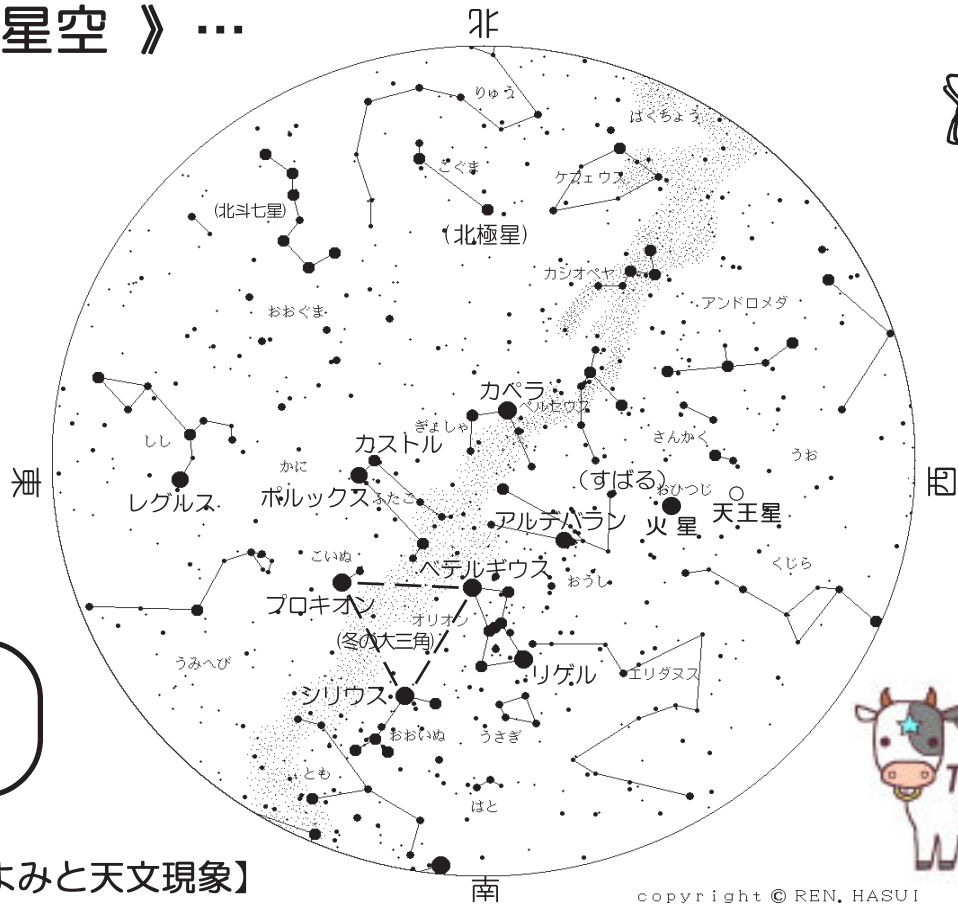 星空 》…
北
りゅう
はくちょう
こぐま
ケフェウス
(北斗七星)
(北極星)
カシオペヤ
アンドロメダ
おおぐま
カペラ
ペルセウス
ぎょしゃ
さんかく
カストル
しし
かに
うお
東
西
(すばる)
おひつじ
レグルス
ポルックス
ふたご
天王星
アルデバラン
火星
こいぬ
ベテルギウス
くじら
おうし
プロキオン
オリオン
(冬の大三角)
うみへび
リゲル
エリダヌス
シリウス
おおいぬ
うさぎ
とも
はと
南
よみと天文現象】
copyright © REN. HASUI